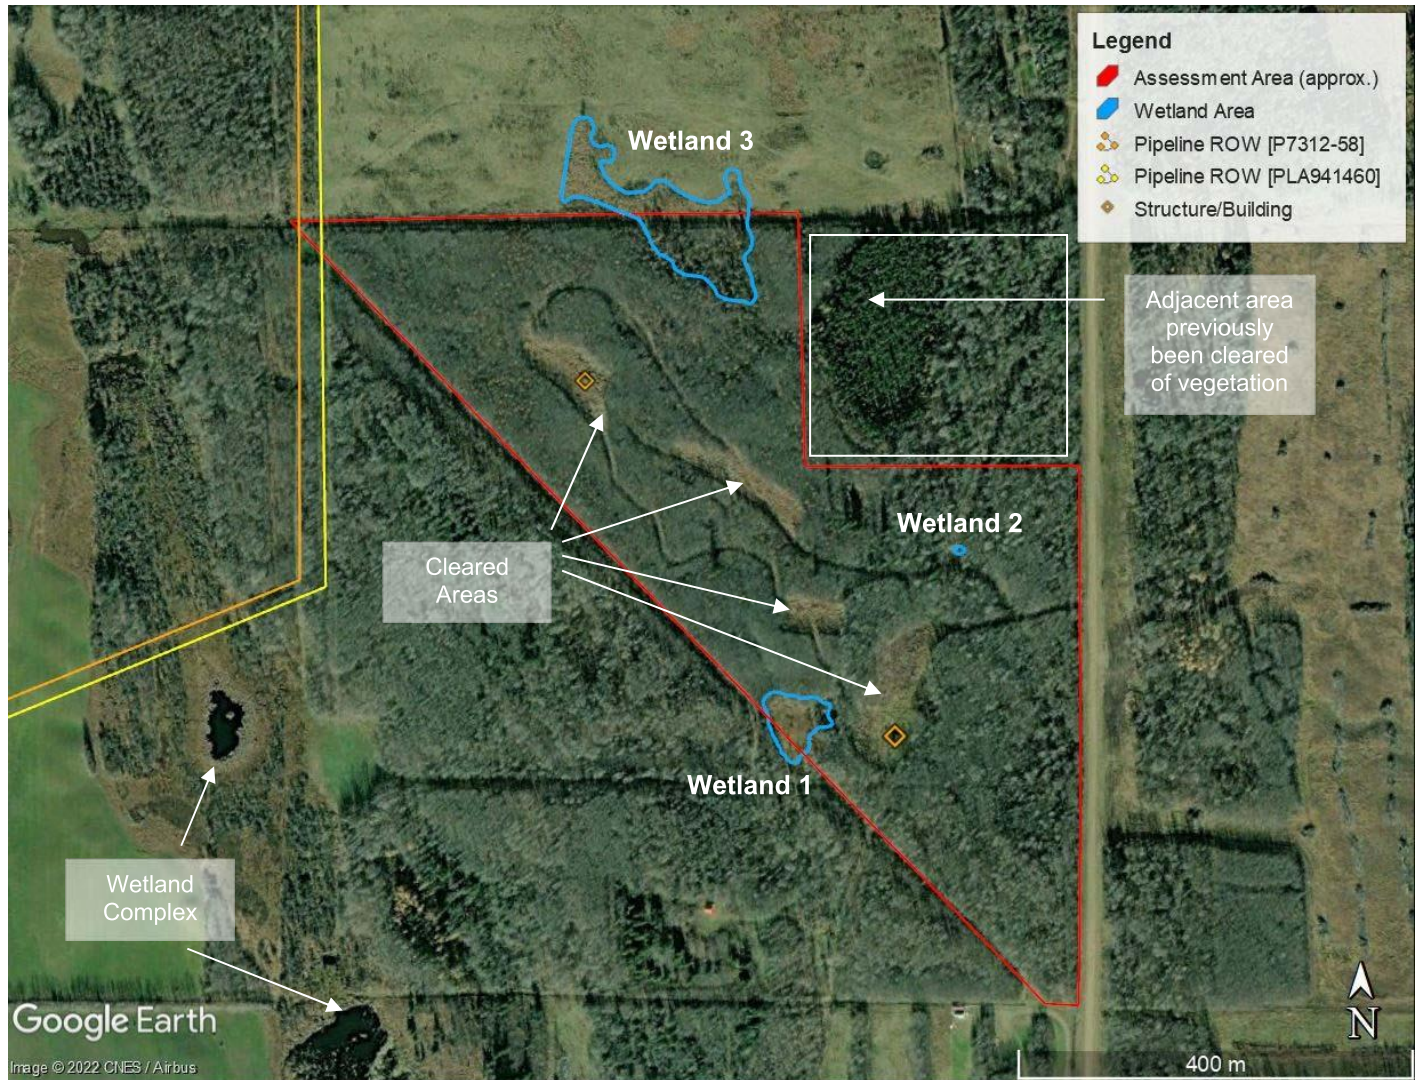 Legend
Assessment Area (approx.)
Wetland Area
Pipeline ROW [P7312-58]
Pipeline ROW [PLA941460]
Structure/Building
Wetland 3
Adjacent area
previously
been cleared
of vegetation
Wetland 2
Cleared
Areas
Wetland 1
Wetland
Complex
Google Earth
Image © 2022 CNES / Airbus
N
400 m